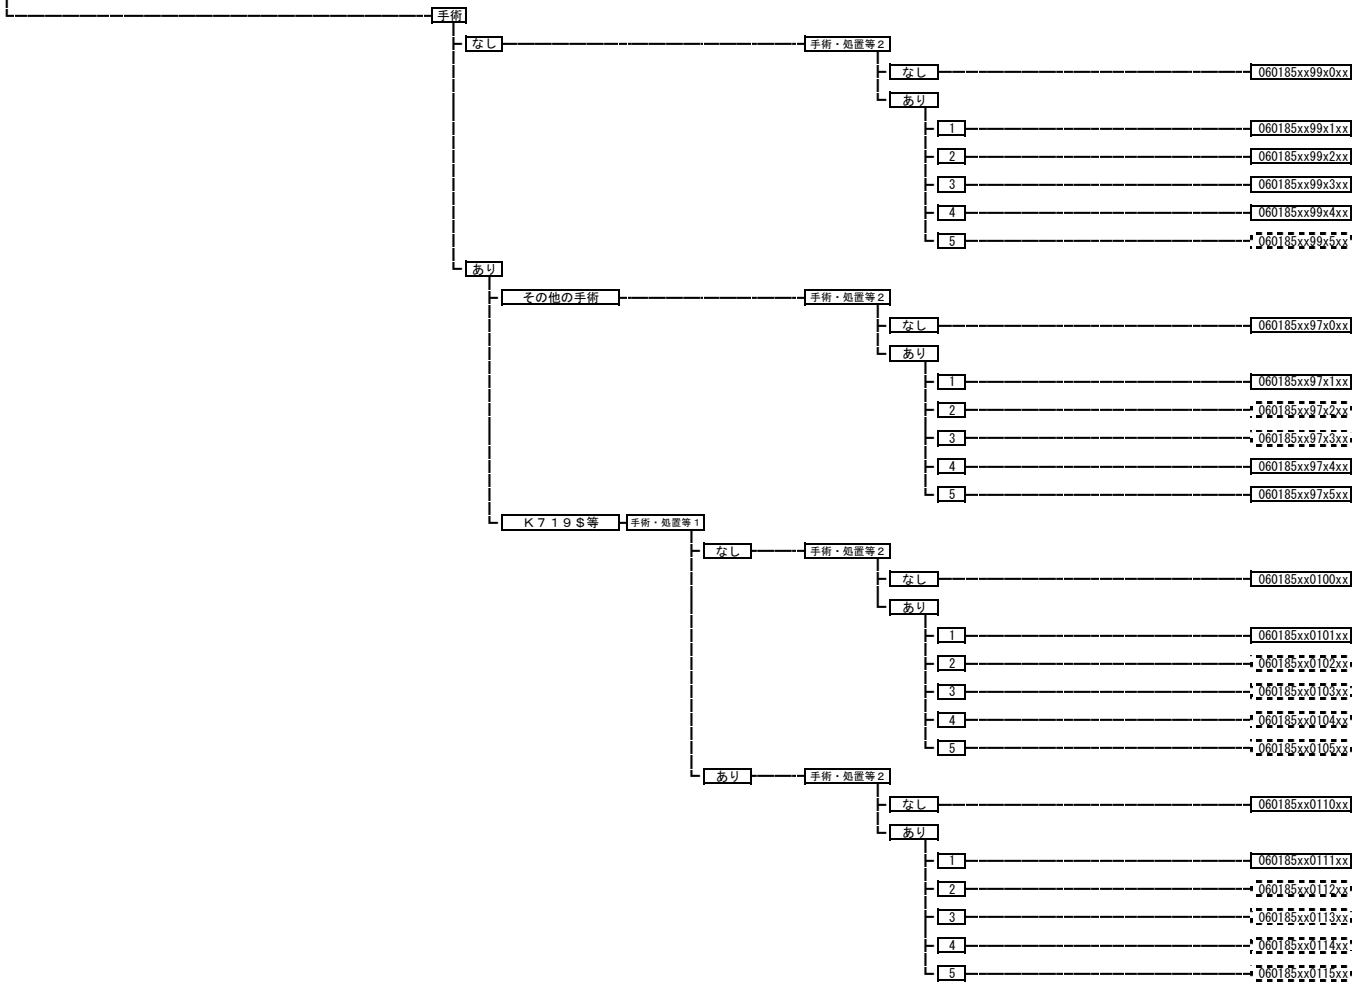 手術
なし 手術・処置等2
なし 060185xx99x0xx
あり
1 060185xx99x1xx
2 060185xx99x2xx
3 060185xx99x3xx
4 060185xx99x4xx
5 060185xx99x5xx
あり
その他の手術 手術・処置等2
なし 060185xx97x0xx
あり
1 060185xx97x1xx
2 060185xx97x2xx
3 060185xx97x3xx
4 060185xx97x4xx
5 060185xx97x5xx
K719$等 手術・処置等1
なし 手術・処置等2
なし 060185xx0100xx
あり
1 060185xx0101xx
2 060185xx0102xx
3 060185xx0103xx
4 060185xx0104xx
5 060185xx0105xx
あり 手術・処置等2
なし 060185xx0110xx
あり
1 060185xx0111xx
2 060185xx0112xx
3 060185xx0113xx
4 060185xx0114xx
5 060185xx0115xx